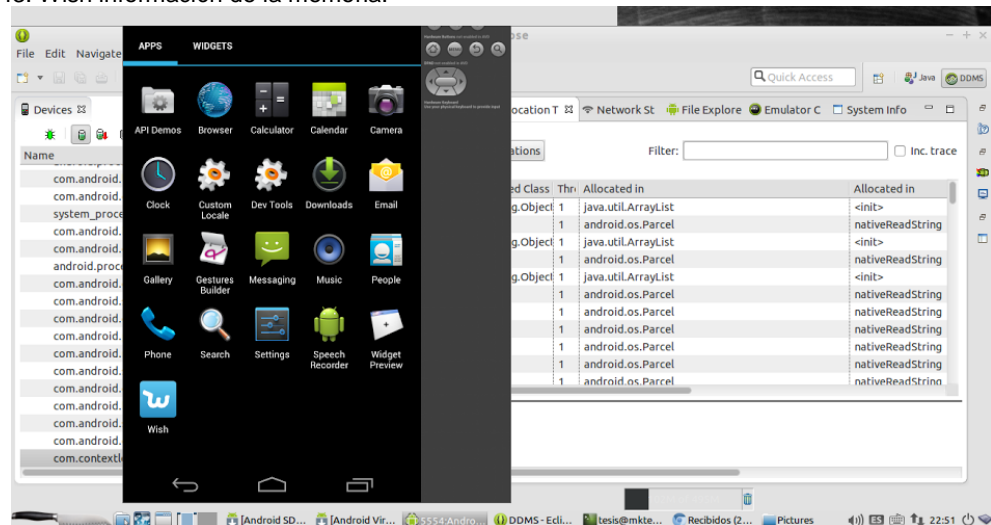 Wish información de la memoria.
APPS WIDGETS
File Edit Navigate
Quick Access
Java
DDMS
Devices
Network St
File Explore
Emulator C
System Info
Name
Filter:
Inc. trace
Allocated in
Allocated in
com.android.
com.android.
system_proce
com.android.
com.android.
android.proce
com.android.
com.android.
com.android.
com.android.
com.android.
com.android.
com.android.
com.android.
com.android.
com.android.
com.contextl
API Demos Browser Calculator Calendar Camera
Clock Custom Locale Dev Tools Downloads Email
Gallery Gestures Builder Messaging Music People
Phone Search Settings Speech Recorder Widget Preview
Wish
1 java.util.ArrayList <init>
1 android.os.Parcel nativeReadString
1 java.util.ArrayList <init>
1 android.os.Parcel nativeReadString
1 java.util.ArrayList <init>
1 android.os.Parcel nativeReadString
1 android.os.Parcel nativeReadString
1 android.os.Parcel nativeReadString
1 android.os.Parcel nativeReadString
1 android.os.Parcel nativeReadString
1 android.os.Parcel nativeReadString
[Android SD... [Android Vir... 5554:Andro... DDMS - Ecli... tesis@mkte... Recibidos (2... Pictures ES 22:51